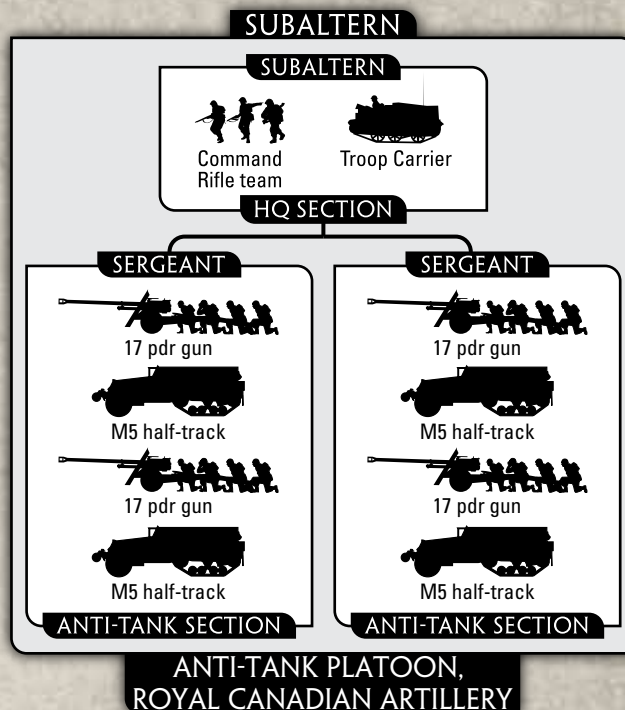 SUBALTERN
SUBALTERN
Command
Rifle team
Troop Carrier
HQ SECTION
SERGEANT
17 pdr gun
M5 half-track
17 pdr gun
M5 half-track
ANTI-TANK SECTION
SERGEANT
17 pdr gun
M5 half-track
17 pdr gun
M5 half-track
ANTI-TANK SECTION
ANTI-TANK PLATOON,
ROYAL CANADIAN ARTILLERY